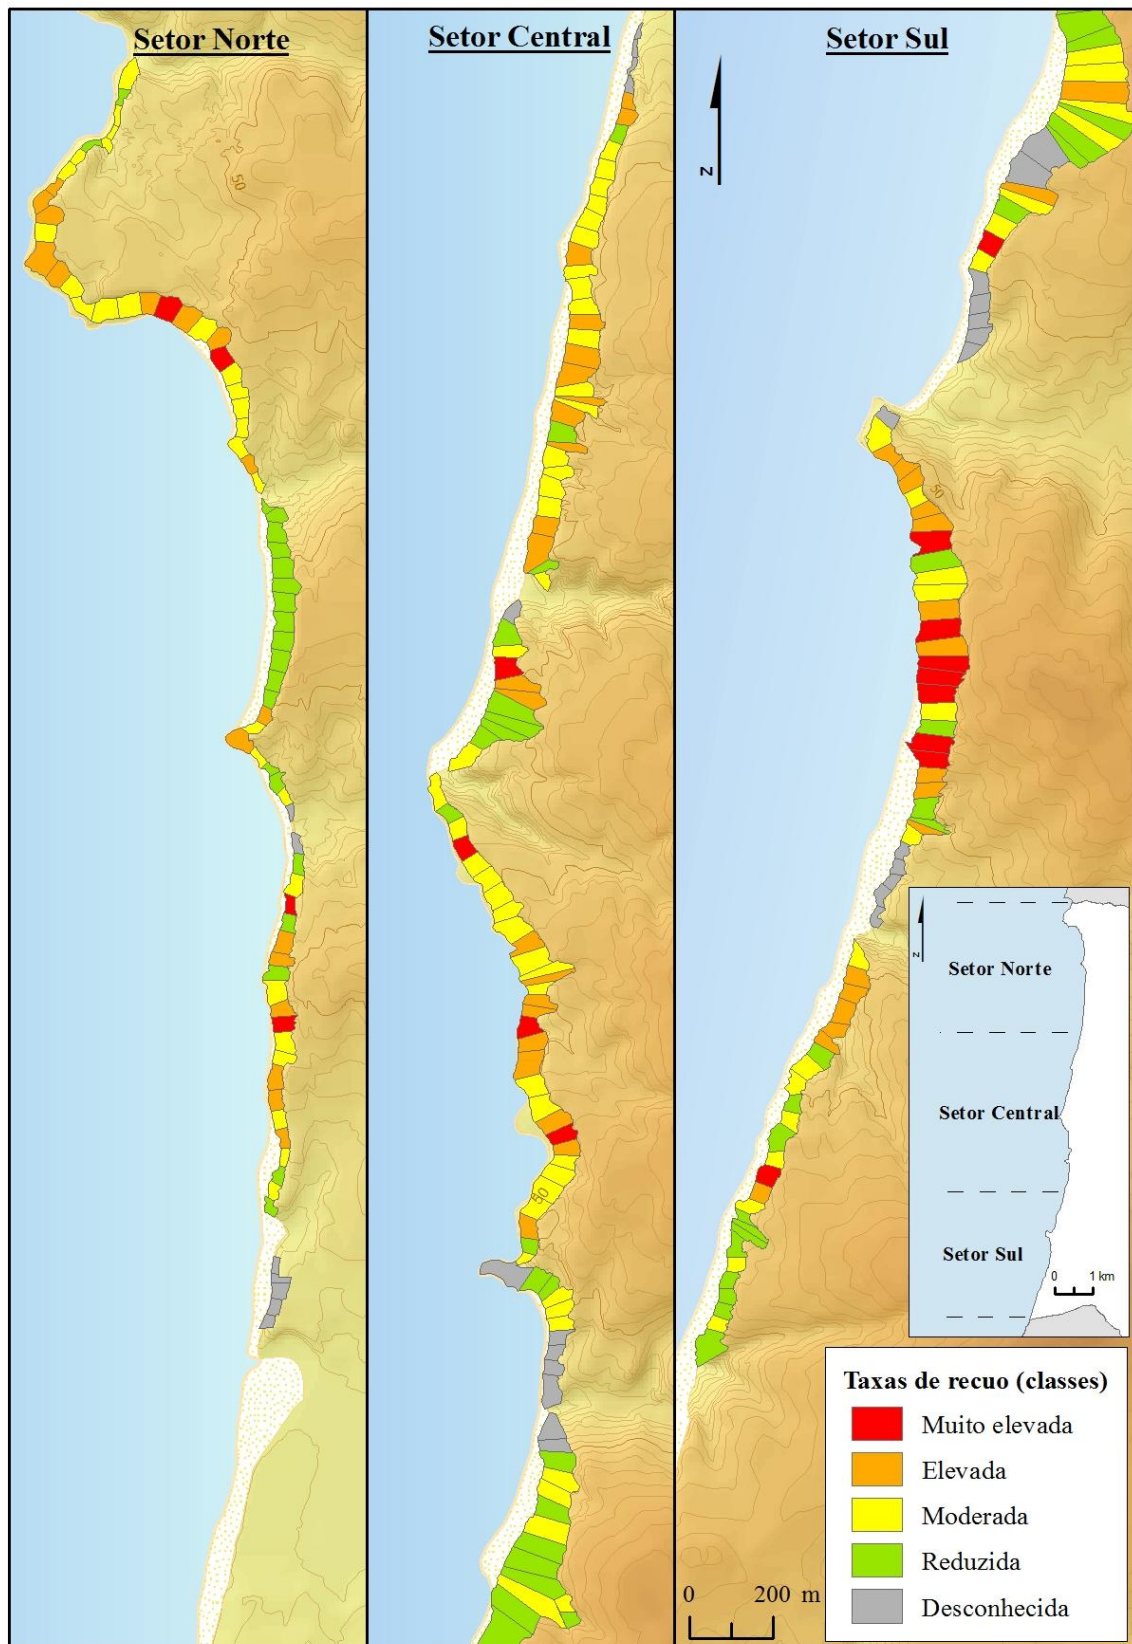 Setor Norte
Setor Central
Setor Sul
N
50
50
50
N
Setor Norte
Setor Central
Setor Sul
0 1 km
Taxas de recuo (classes)
Muito elevada
Elevada
Moderada
Reduzida
Desconhecida
0 200 m